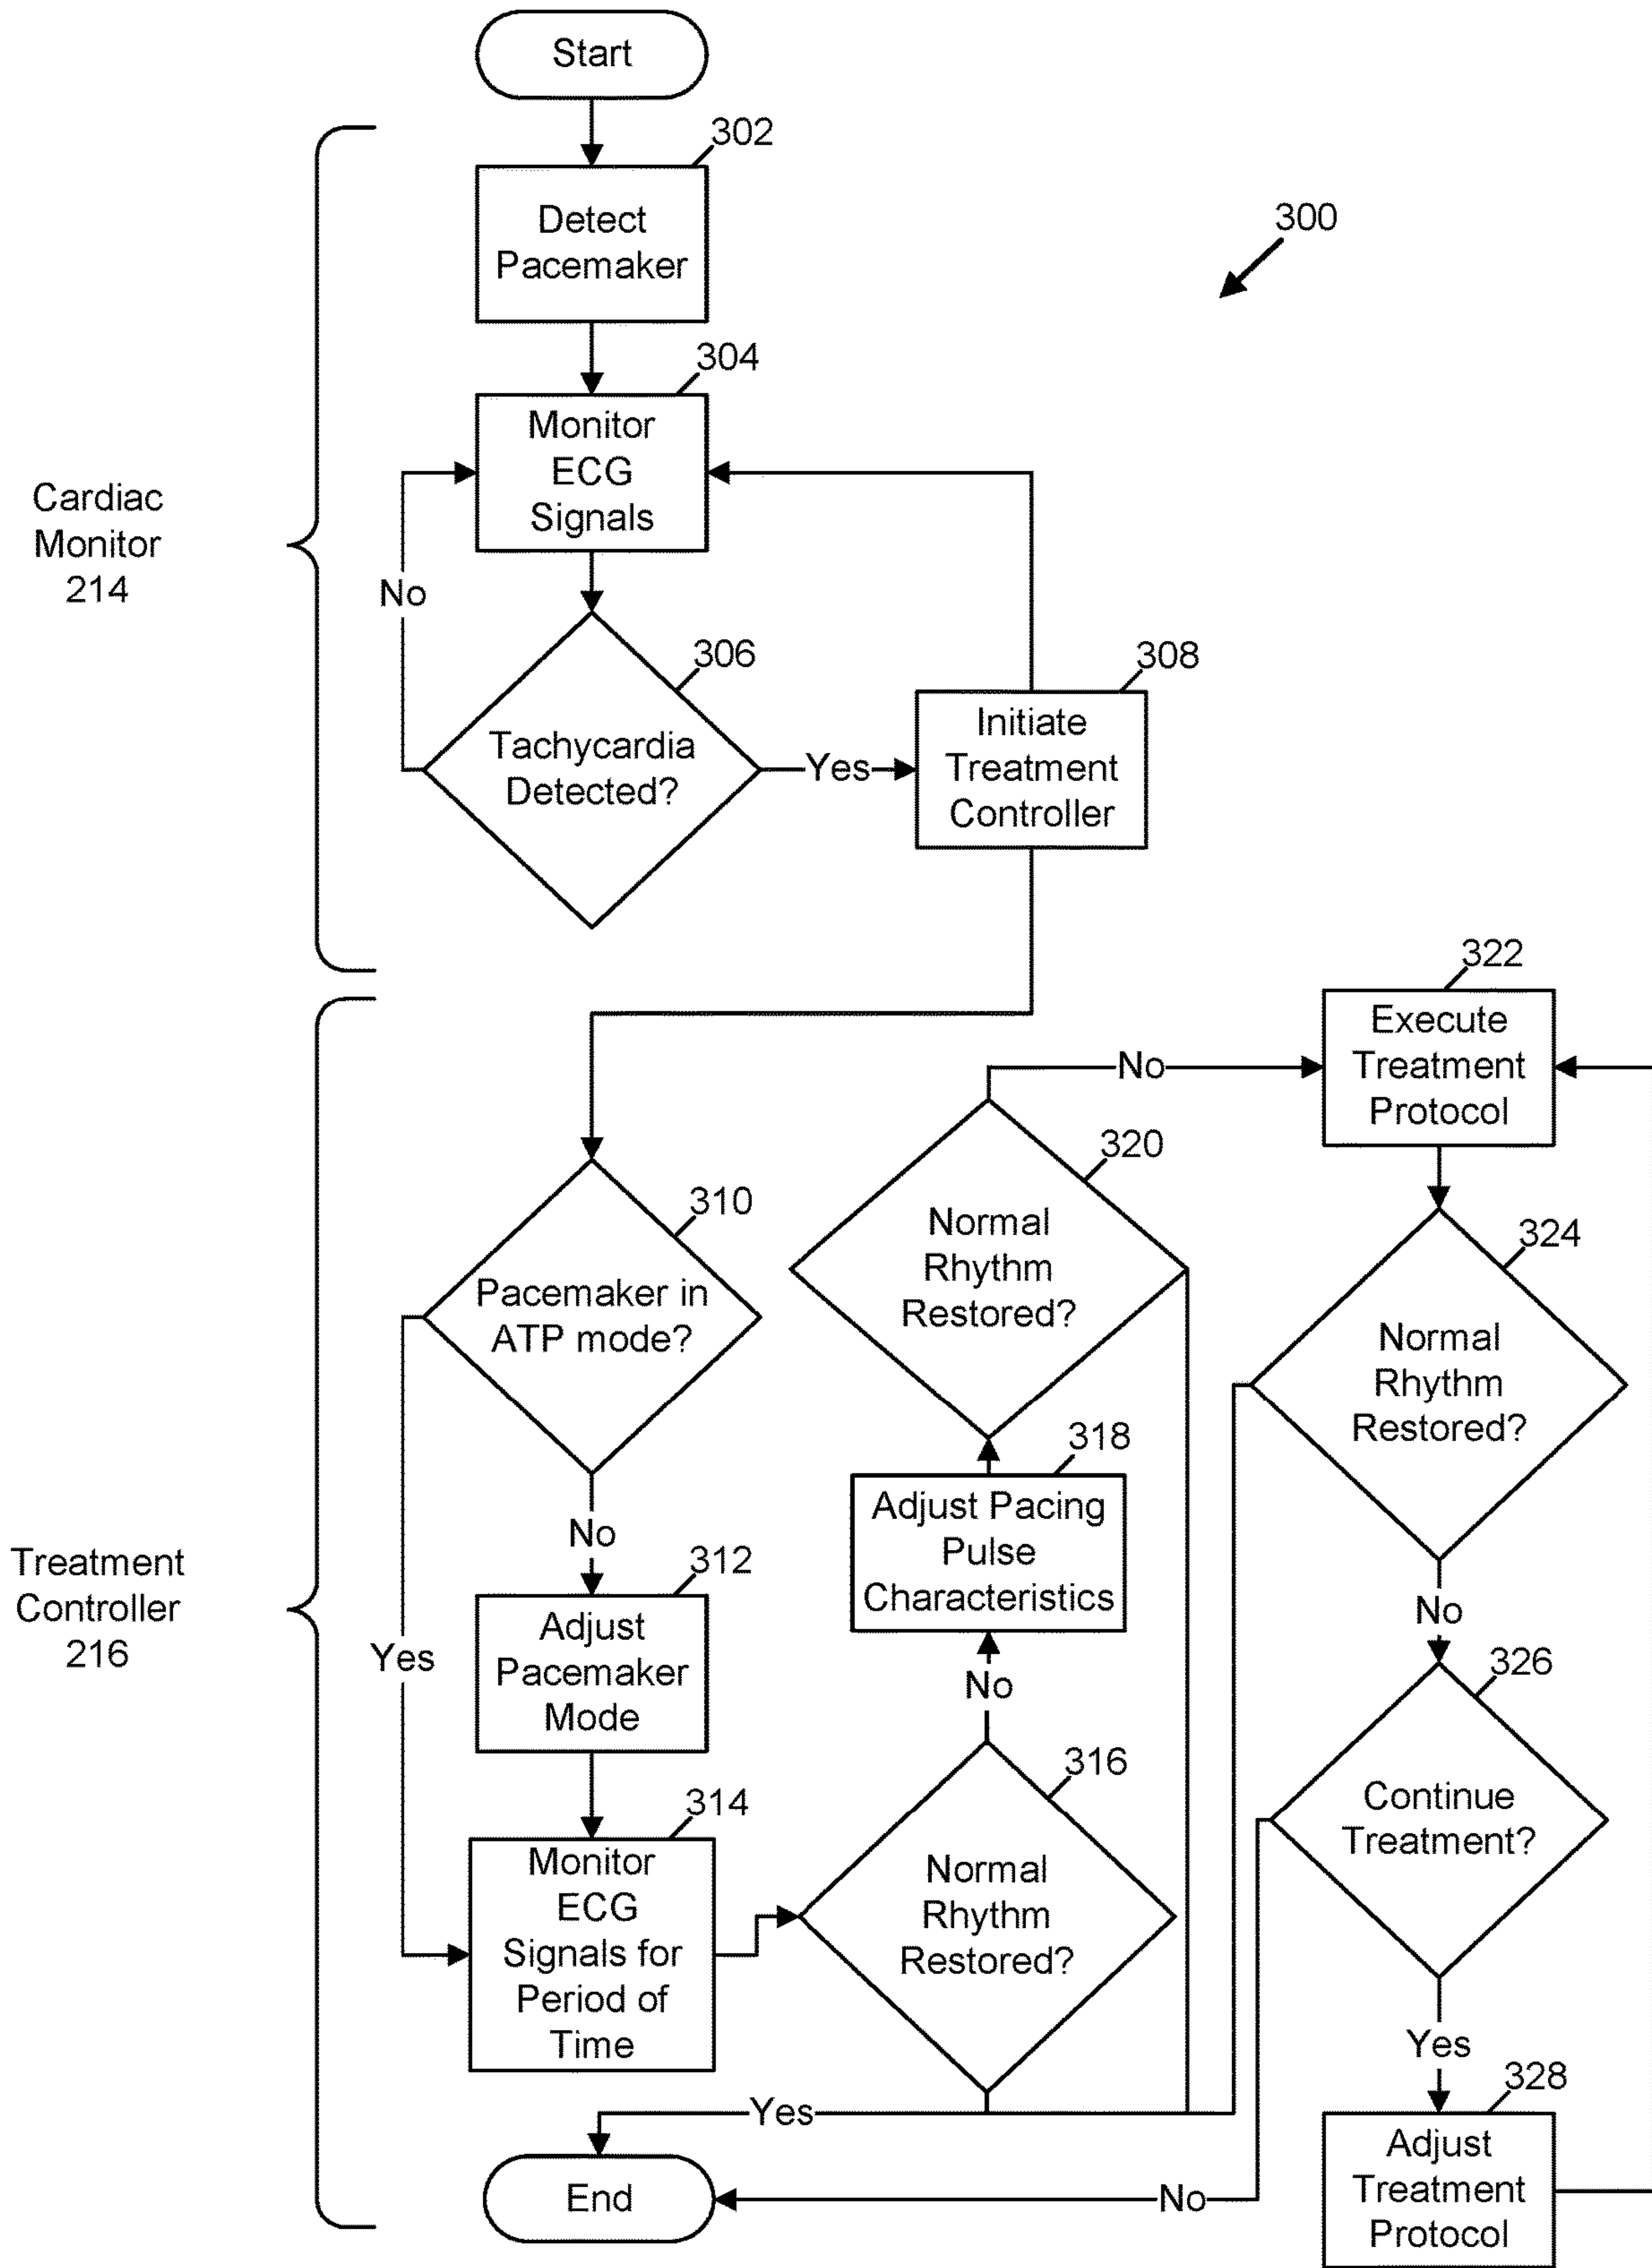 Start
302
Detect
Pacemaker
300
304
Monitor
ECG
Signals
Cardiac
Monitor
214
No
306
Tachycardia
Detected?
Yes
308
Initiate
Treatment
Controller
322
Execute
Treatment
Protocol
No
320
Normal
Rhythm
Restored?
310
Pacemaker in
ATP mode?
324
Normal
Rhythm
Restored?
318
Adjust Pacing
Pulse
Characteristics
No
312
Adjust
Pacemaker
Mode
Treatment
Controller
216
Yes
No
No
326
Continue
Treatment?
316
Normal
Rhythm
Restored?
314
Monitor
ECG
Signals for
Period of
Time
Yes
328
Adjust
Treatment
Protocol
Yes
End
No